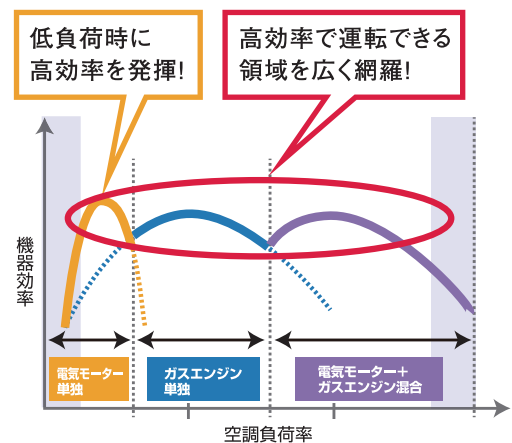 低負荷時に
高効率を発揮!
高効率で運転できる
領域を広く網羅!
機器効率
電気モーター
単独
ガスエンジン
単独
電気モーター+
ガスエンジン混合
空調負荷率